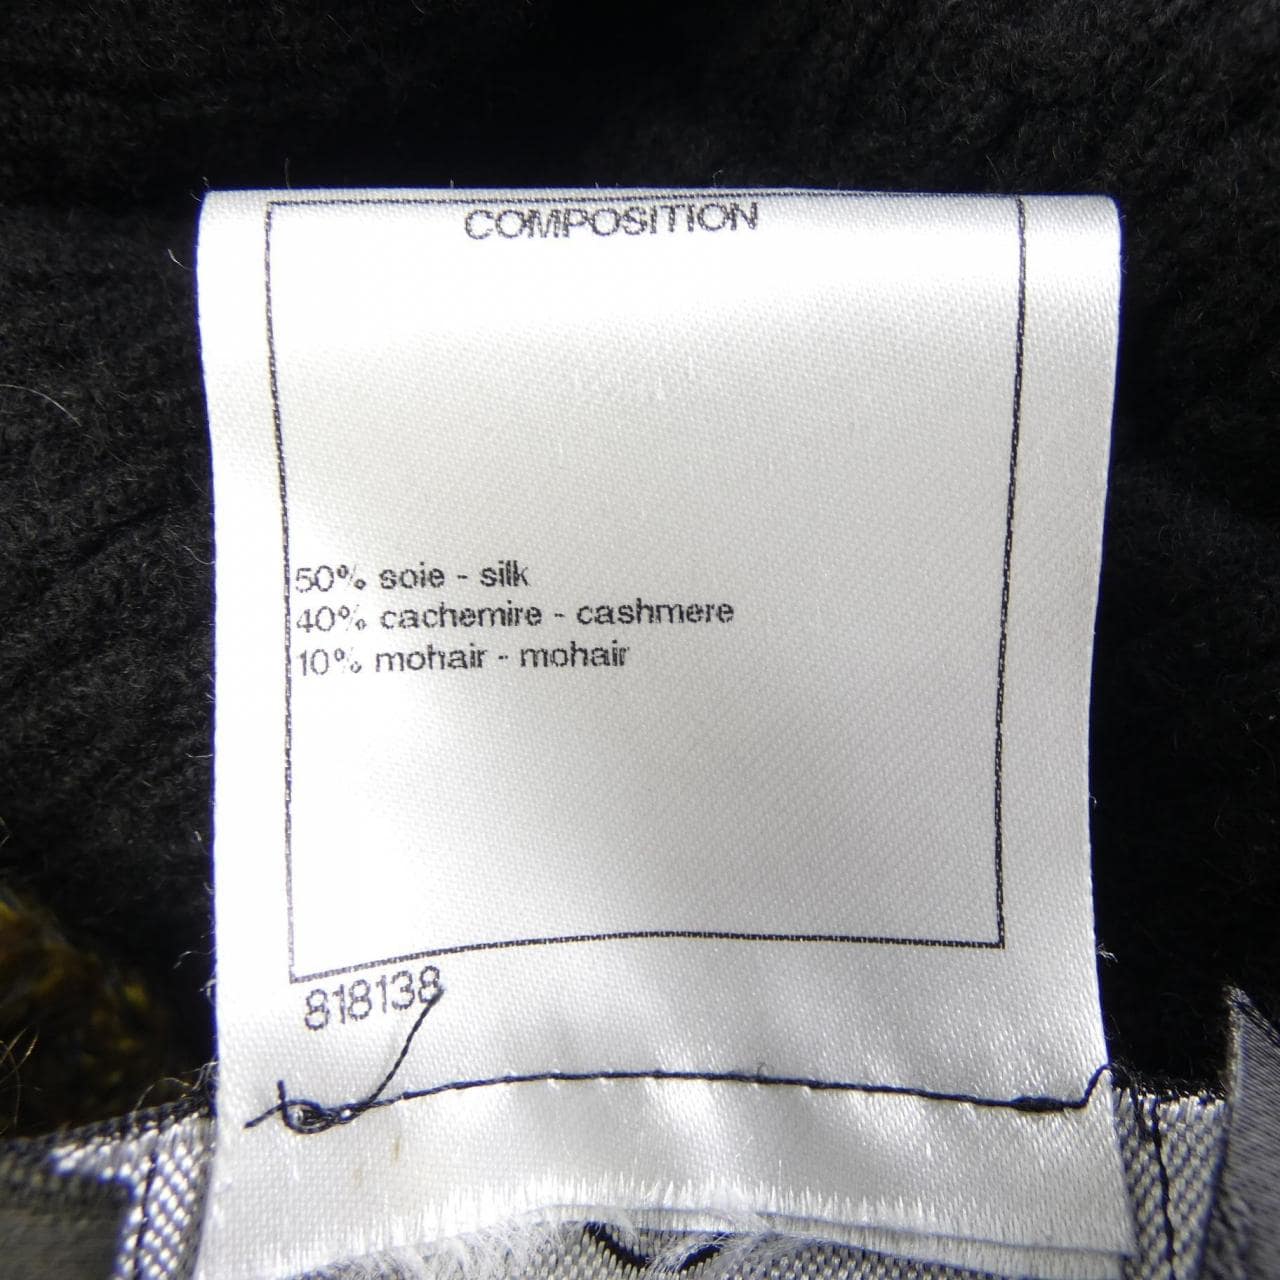 COMPOSITION
50% soie - silk
40% cachemire - cashmere
10% mohair - mohair
818138